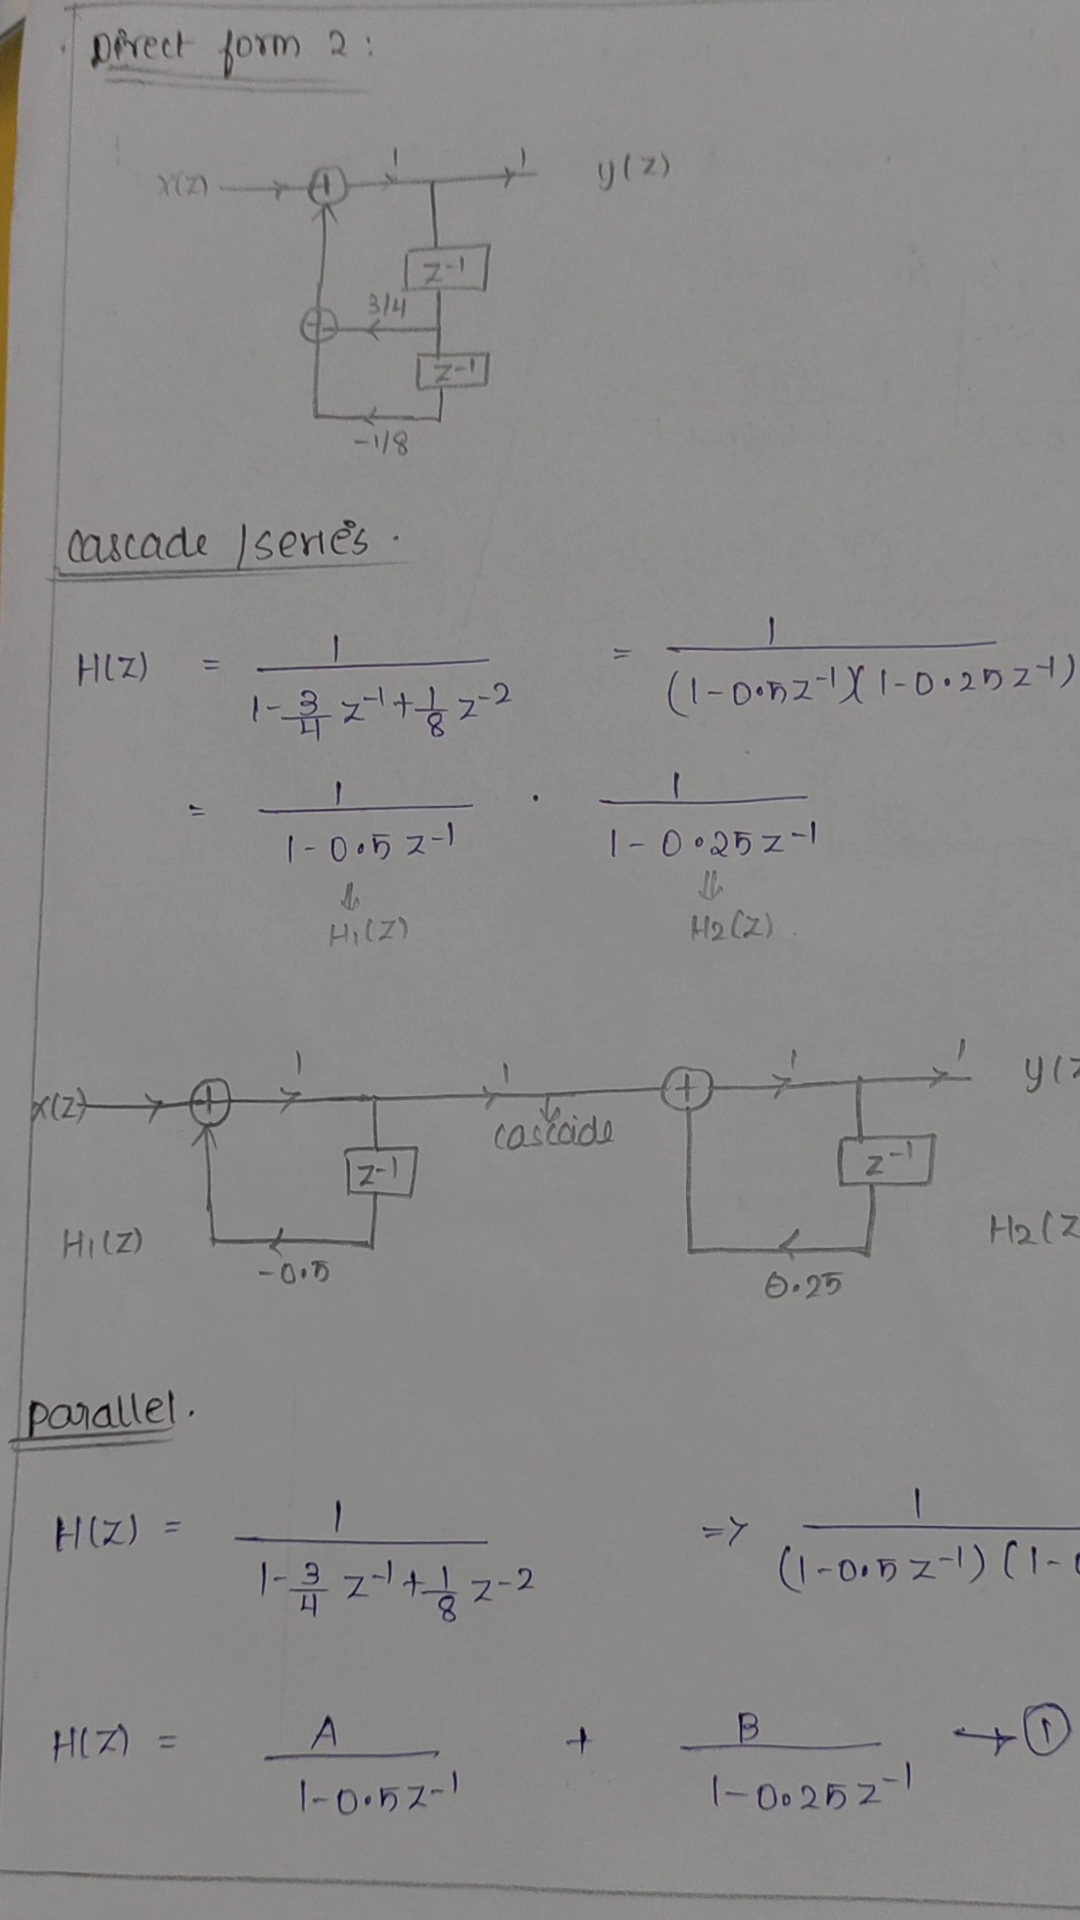 Direct form 2:
x(z) + 1 1 y(z)
z-1
3/4
+
z-1
-1/8
cascade / series.
H(z) = 1 / (1 - 3/4 z-1 + 1/8 z-2) = 1 / ((1-0.5z-1)(1-0.25z-1))
= 1 / (1-0.5z-1) . 1 / (1-0.25z-1)
⇓ ⇓
H1(z) H2(z).
x(z) + 1 1 + 1 1 y(z
cascade
z-1 z-1
H1(z) H2(z
-0.5 0.25
parallel.
H(z) = 1 / (1 - 3/4 z-1 + 1/8 z-2) => 1 / ((1-0.5z-1)(1-
H(z) = A / (1-0.5z-1) + B / (1-0.25z-1) → ①